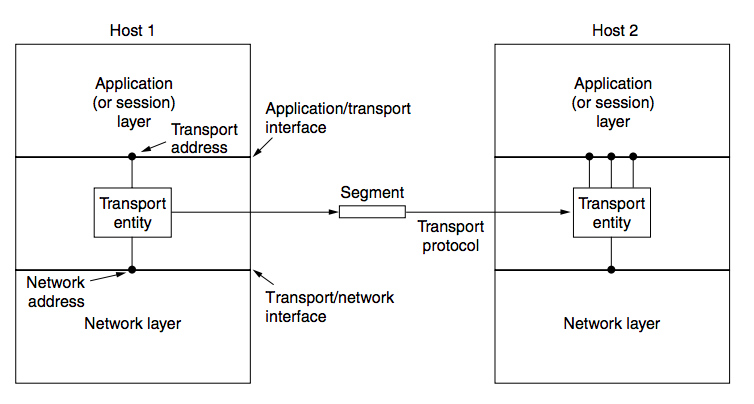 Host 1
Host 2
Application
(or session)
layer
Transport
address
Application/transport
interface
Application
(or session)
layer
Transport
entity
Segment
Transport
protocol
Transport
entity
Network
address
Transport/network
interface
Network layer
Network layer